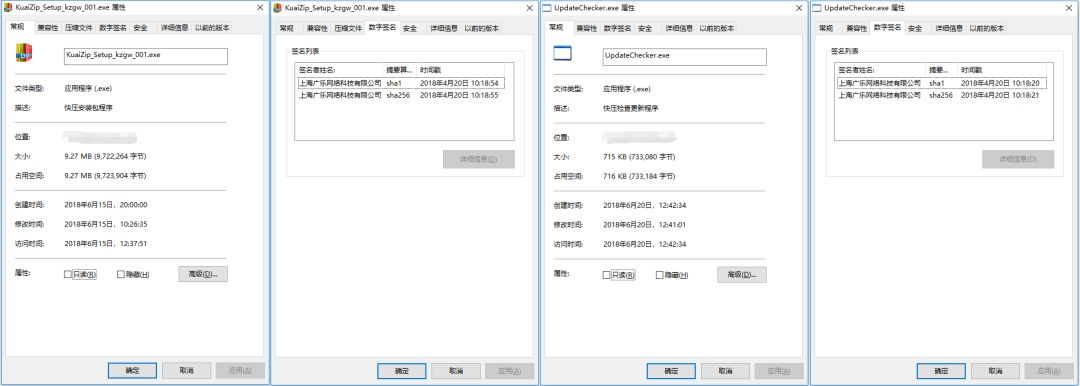 KuaiZip_Setup_kzgw_001.exe 属性
常规 兼容性 压缩文件 数字签名 安全 详细信息 以前的版本
KuaiZip_Setup_kzgw_001.exe
文件类型: 应用程序 (.exe)
描述: 快压安装包程序
位置:
大小: 9.27 MB (9,722,264 字节)
占用空间: 9.27 MB (9,723,904 字节)
创建时间: 2018年6月15日，20:00:00
修改时间: 2018年6月15日，10:26:35
访问时间: 2018年6月15日，12:37:51
属性: 只读(R) 隐藏(H) 高级(D)...
确定 取消 应用(A)
KuaiZip_Setup_kzgw_001.exe 属性
常规 兼容性 压缩文件 数字签名 安全 详细信息 以前的版本
签名列表
签名者姓名: 摘要算... 时间戳
上海广乐网络科技有限公司 sha1 2018年4月20日 10:18:54
上海广乐网络科技有限公司 sha256 2018年4月20日 10:18:55
详细信息(D)
确定 取消 应用(A)
UpdateChecker.exe 属性
常规 兼容性 数字签名 安全 详细信息 以前的版本
UpdateChecker.exe
文件类型: 应用程序 (.exe)
描述: 快压检查更新程序
位置:
大小: 715 KB (733,080 字节)
占用空间: 716 KB (733,184 字节)
创建时间: 2018年6月20日，12:42:34
修改时间: 2018年6月20日，12:41:01
访问时间: 2018年6月20日，12:42:34
属性: 只读(R) 隐藏(H) 高级(D)...
确定 取消 应用(A)
UpdateChecker.exe 属性
常规 兼容性 数字签名 安全 详细信息 以前的版本
签名列表
签名者姓名: 摘要... 时间戳
上海广乐网络科技有限公司 sha1 2018年4月20日 10:18:20
上海广乐网络科技有限公司 sha256 2018年4月20日 10:18:21
详细信息(D)
确定 取消 应用(A)